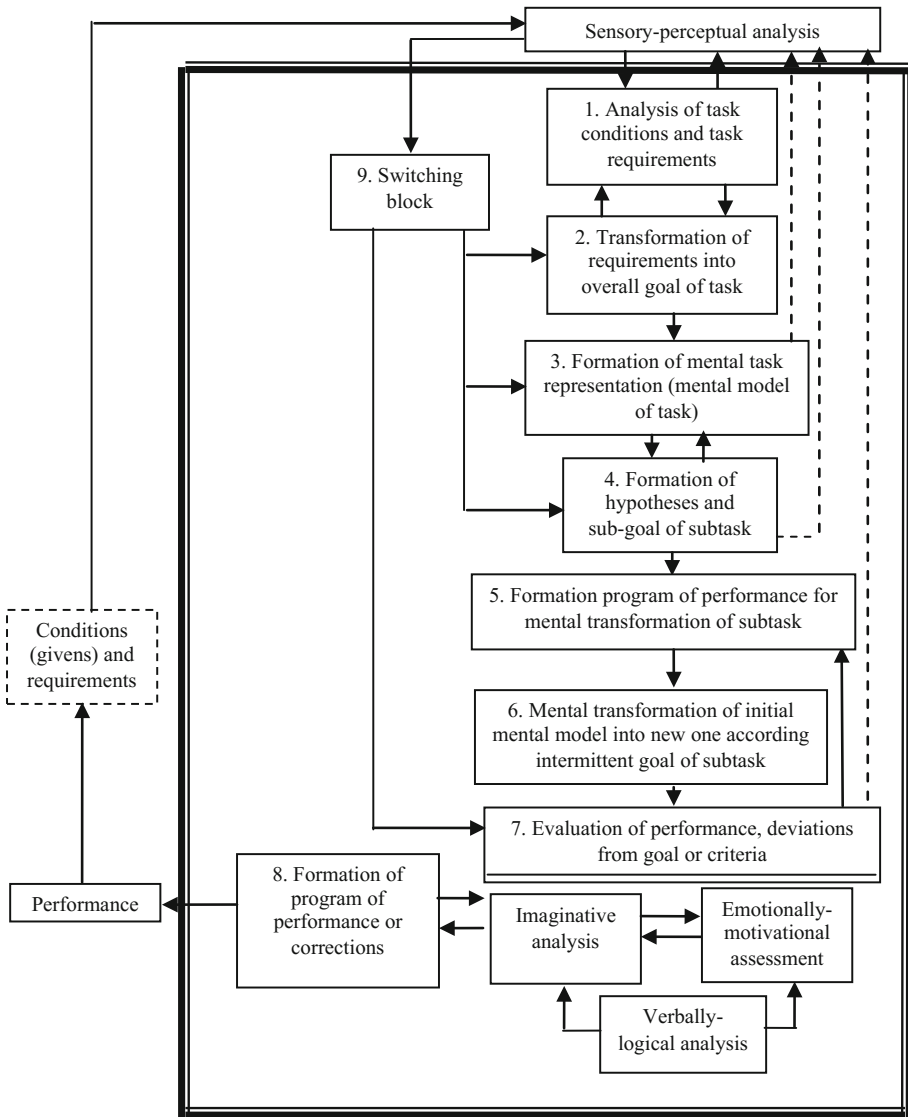 Sensory-perceptual analysis
1. Analysis of task
conditions and task
requirements
9. Switching
block
2. Transformation of
requirements into
overall goal of task
3. Formation of mental task
representation (mental model
of task)
4. Formation of
hypotheses and
sub-goal of subtask
5. Formation program of performance for
mental transformation of subtask
Conditions
(givens) and
requirements
6. Mental transformation of initial
mental model into new one according
intermittent goal of subtask
7. Evaluation of performance, deviations
from goal or criteria
8. Formation of
program of
performance or
corrections
Performance
Imaginative
analysis
Emotionally-
motivational
assessment
Verbally-
logical analysis